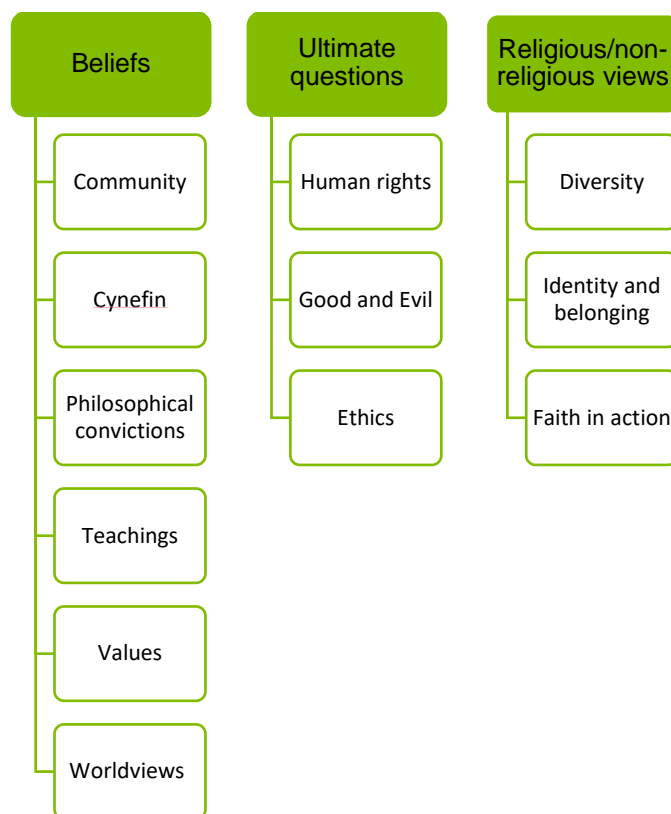 Beliefs
Community
Cynefin
Philosophical
convictions
Teachings
Values
Worldviews
Ultimate
questions
Human rights
Good and Evil
Ethics
Religious/non-
religious views
Diversity
Identity and
belonging
Faith in action